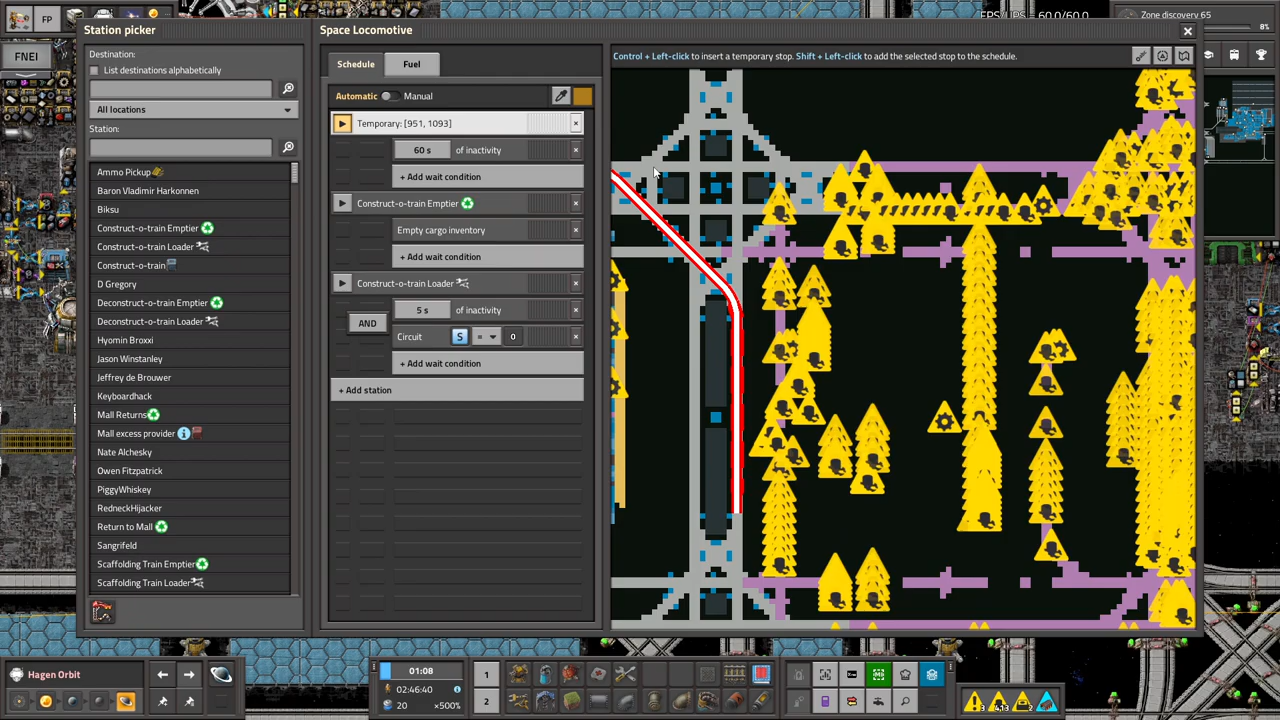 FP
FPS/UPS = 60.0/60.0
Zone discovery 65
8%
FNEI
Station picker
Destination:
List destinations alphabetically
All locations
Station:
Ammo Pickup
Baron Vladimir Harkonnen
Biksu
Construct-o-train Emptier
Construct-o-train Loader
Construct-o-train
D Gregory
Deconstruct-o-train Emptier
Deconstruct-o-train Loader
Hyomin Broxxi
Jason Winstanley
Jeffrey de Brouwer
Keyboardhack
Mall Returns
Mall excess provider
Nate Alchesky
Owen Fitzpatrick
PiggyWhiskey
RedneckHijacker
Return to Mall
Sangrifeld
Scaffolding Train Emptier
Scaffolding Train Loader
Space Locomotive
Schedule
Fuel
Automatic
Manual
Temporary: [951, 1093]
60 s of inactivity
+ Add wait condition
Construct-o-train Emptier
Empty cargo inventory
+ Add wait condition
Construct-o-train Loader
5 s of inactivity
AND
Circuit S = 0
+ Add wait condition
+ Add station
Control + Left-click to insert a temporary stop. Shift + Left-click to add the selected stop to the schedule.
Hagen Orbit
01:08
02:46:40
20 ×500%
1
2